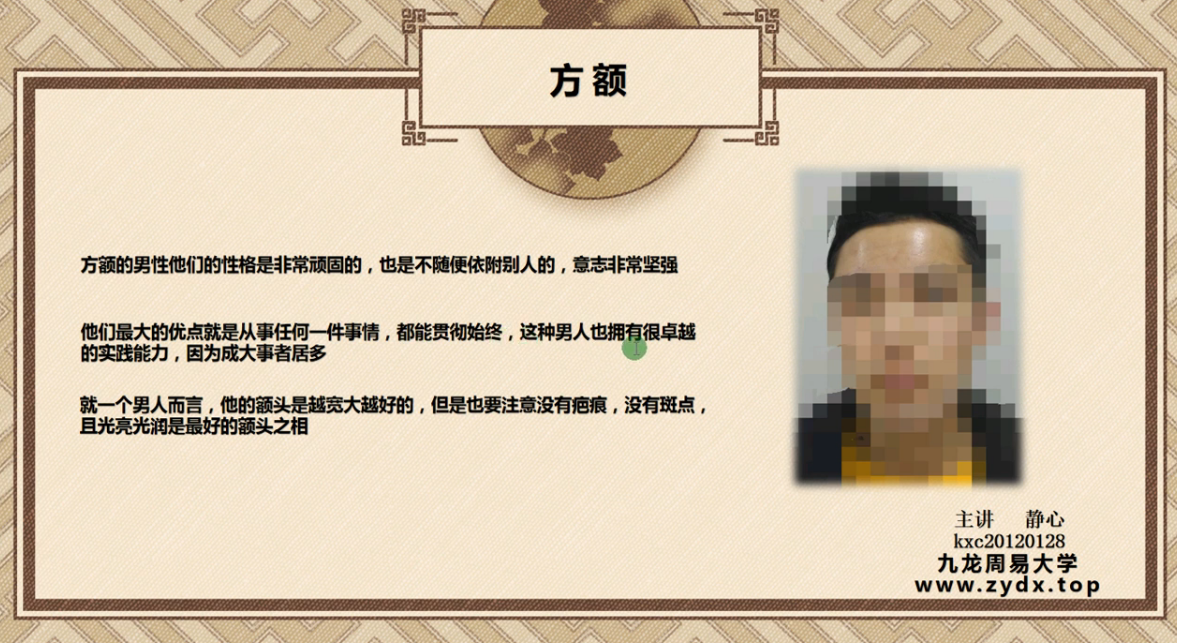 方额
方额的男性他们的性格是非常顽固的，也是不随便依附别人的，意志非常坚强
他们最大的优点就是从事任何一件事情，都能贯彻始终，这种男人也拥有很卓越
的实践能力，因为成大事者居多
就一个男人而言，他的额头是越宽大越好的，但是也要注意没有疤痕，没有斑点，
且光亮光润是最好的额头之相
主讲 静心
kxc20120128
九龙周易大学
www.zydx.top